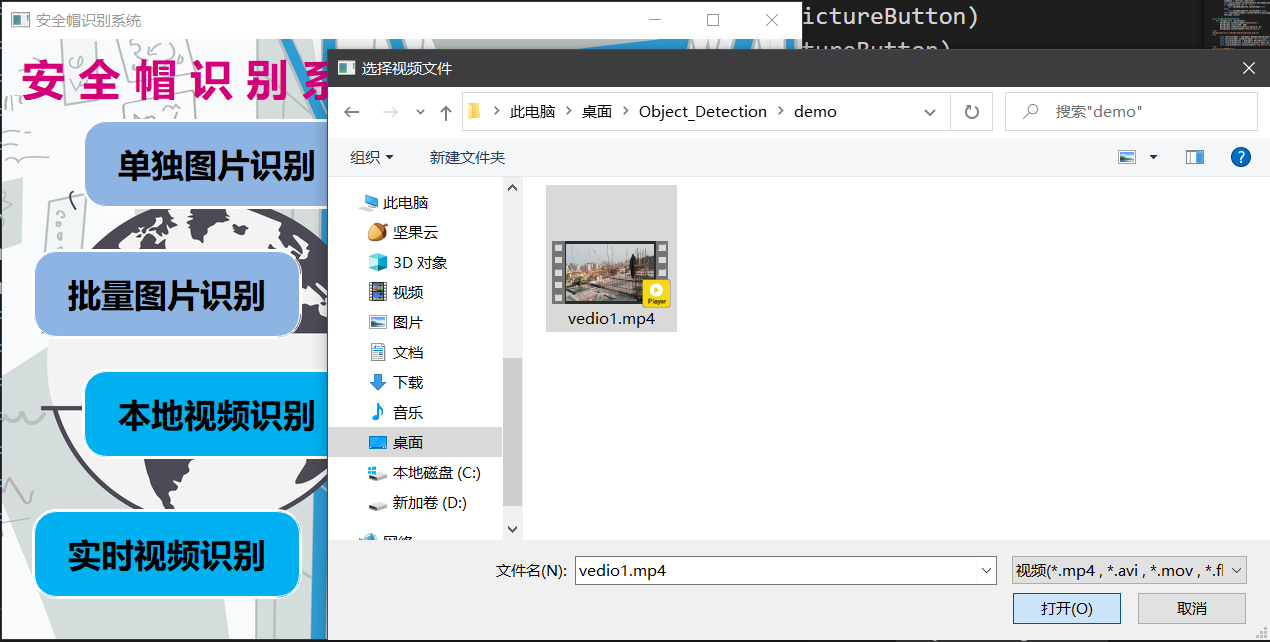 安全帽识别系统
ictureButton)
安全帽识别系
单独图片识别
批量图片识别
本地视频识别
实时视频识别
选择视频文件
此电脑 桌面 Object_Detection demo
搜索"demo"
组织 新建文件夹
?
此电脑
坚果云
3D 对象
视频
图片
文档
下载
音乐
桌面
本地磁盘 (C:)
新加卷 (D:)
网络
Player
vedio1.mp4
文件名(N): vedio1.mp4
视频(*.mp4 , *.avi , *.mov , *.fl
打开(O) 取消